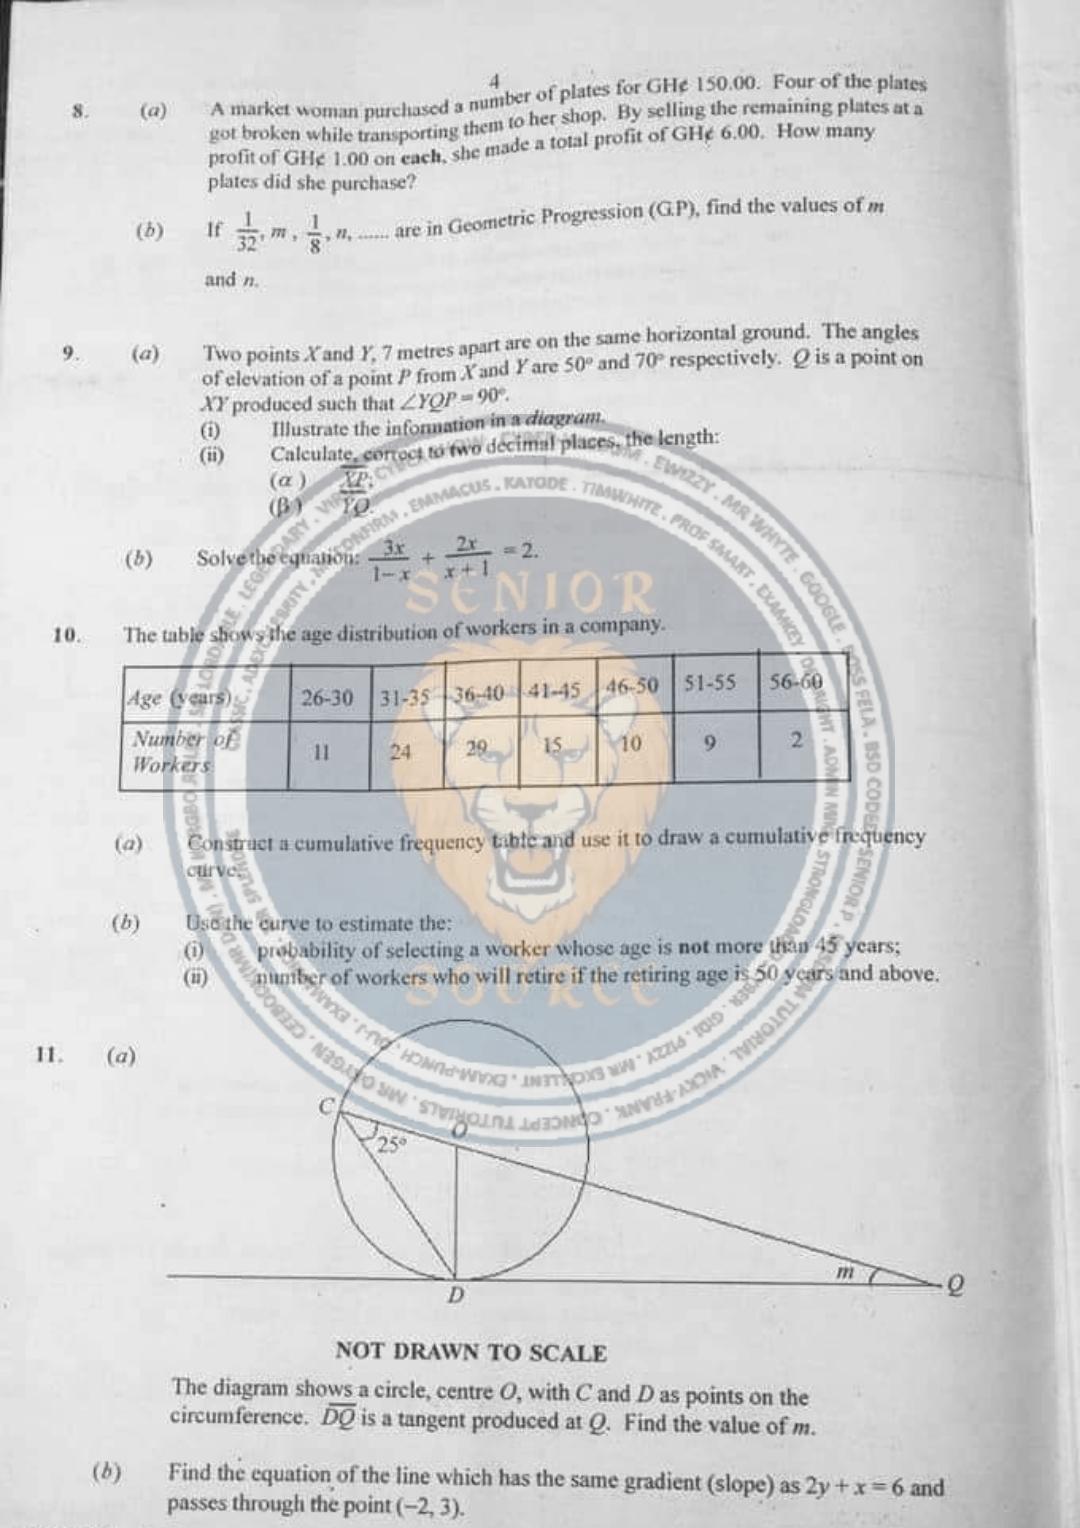 4
8. (a) A market woman purchased a number of plates for GH¢ 150.00. Four of the plates
got broken while transporting them to her shop. By selling the remaining plates at a
profit of GH¢ 1.00 on each, she made a total profit of GH¢ 6.00. How many
plates did she purchase?
(b) If 1/32, m, 1/8, n, ...... are in Geometric Progression (G.P), find the values of m
and n.
9. (a) Two points X and Y, 7 metres apart are on the same horizontal ground. The angles
of elevation of a point P from X and Y are 50° and 70° respectively. Q is a point on
XY produced such that ∠YQP = 90°.
(i) Illustrate the information in a diagram.
(ii) Calculate, correct to two decimal places, the length:
(α) XP;
(β) YQ.
(b) Solve the equation: 3x/(1-x) + 2x/(x+1) = 2.
SENIOR
10. The table shows the age distribution of workers in a company.
Age (years) 26-30 31-35 36-40 41-45 46-50 51-55 56-60
Number of
Workers 11 24 29 15 10 9 2
(a) Construct a cumulative frequency table and use it to draw a cumulative frequency
curve.
(b) Use the curve to estimate the:
(i) probability of selecting a worker whose age is not more than 45 years;
(ii) number of workers who will retire if the retiring age is 50 years and above.
SOURCE
11. (a)
C
O
25°
m
Q
D
NOT DRAWN TO SCALE
The diagram shows a circle, centre O, with C and D as points on the
circumference. DQ is a tangent produced at Q. Find the value of m.
(b) Find the equation of the line which has the same gradient (slope) as 2y + x = 6 and
passes through the point (-2, 3).